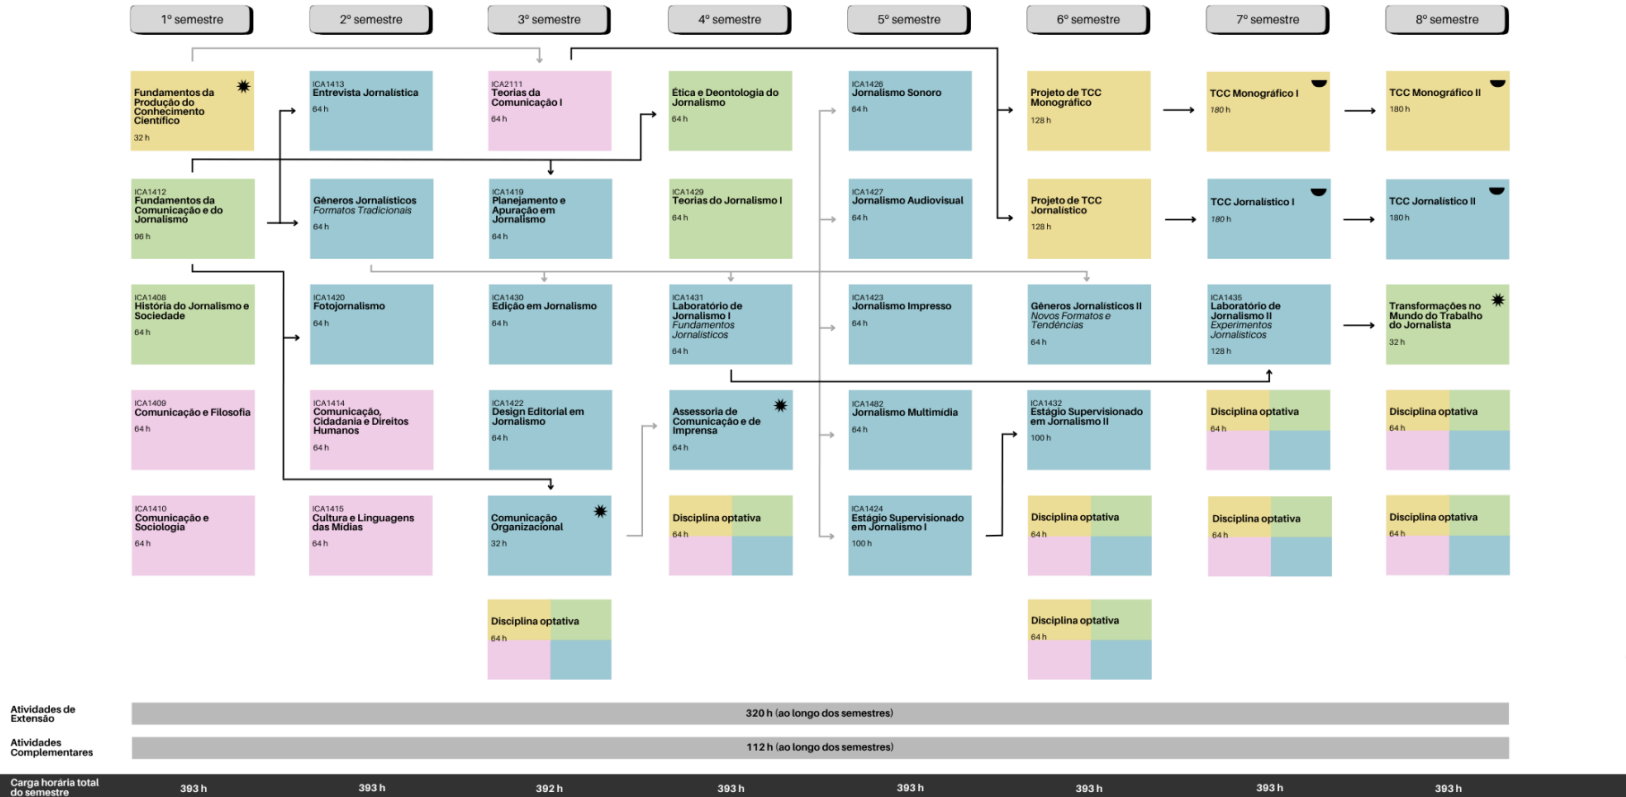 1º semestre
2º semestre
3º semestre
4º semestre
5º semestre
6º semestre
7º semestre
8º semestre
Fundamentos da
Produção do
Conhecimento
Científico
32 h
ICA1413
Entrevista Jornalística
64 h
ICA2111
Teorias da
Comunicação I
64 h
Ética e Deontologia do
Jornalismo
64 h
ICA1426
Jornalismo Sonoro
64 h
Projeto de TCC
Monográfico
128 h
TCC Monográfico I
180 h
TCC Monográfico II
180 h
ICA1412
Fundamentos da
Comunicação e do
Jornalismo
96 h
Gêneros Jornalísticos
Formatos Tradicionais
64 h
ICA1419
Planejamento e
Apuração em
Jornalismo
64 h
ICA1429
Teorias do Jornalismo I
64 h
ICA1427
Jornalismo Audiovisual
64 h
Projeto de TCC
Jornalístico
128 h
TCC Jornalístico I
180 h
TCC Jornalístico II
180 h
ICA1408
História do Jornalismo e
Sociedade
64 h
ICA1420
Fotojornalismo
64 h
ICA1430
Edição em Jornalismo
64 h
ICA1431
Laboratório de
Jornalismo I
Fundamentos
Jornalísticos
64 h
ICA1423
Jornalismo Impresso
64 h
Gêneros Jornalísticos II
Novos Formatos e
Tendências
64 h
ICA1435
Laboratório de
Jornalismo II
Experimentos
Jornalísticos
128 h
Transformações no
Mundo do Trabalho
do Jornalista
32 h
ICA1409
Comunicação e Filosofia
64 h
ICA1414
Comunicação,
Cidadania e Direitos
Humanos
64 h
ICA1422
Design Editorial em
Jornalismo
64 h
Assessoria de
Comunicação e de
Imprensa
64 h
ICA1482
Jornalismo Multimídia
64 h
ICA1432
Estágio Supervisionado
em Jornalismo II
100 h
Disciplina optativa
64 h
Disciplina optativa
64 h
ICA1410
Comunicação e
Sociologia
64 h
ICA1415
Cultura e Linguagens
das Mídias
64 h
Comunicação
Organizacional
32 h
Disciplina optativa
64 h
ICA1424
Estágio Supervisionado
em Jornalismo I
100 h
Disciplina optativa
64 h
Disciplina optativa
64 h
Disciplina optativa
64 h
Disciplina optativa
64 h
Disciplina optativa
64 h
Atividades de
Extensão
320 h (ao longo dos semestres)
Atividades
Complementares
112 h (ao longo dos semestres)
Carga horária total
do semestre
393 h
393 h
392 h
393 h
393 h
393 h
393 h
393 h